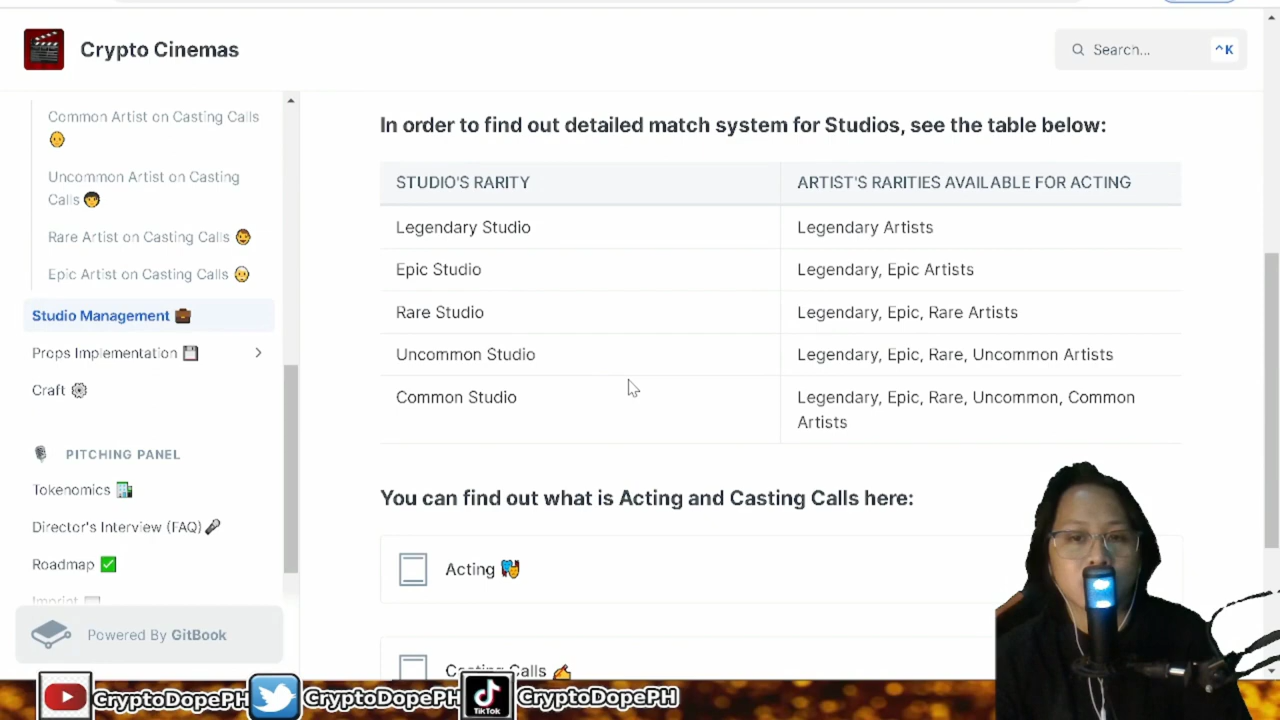 Crypto Cinemas
Search...
^K
Common Artist on Casting Calls
Uncommon Artist on Casting
Calls
Rare Artist on Casting Calls
Epic Artist on Casting Calls
Studio Management
Props Implementation
Craft
PITCHING PANEL
Tokenomics
Director's Interview (FAQ)
Roadmap
Imprint
Powered By GitBook
In order to find out detailed match system for Studios, see the table below:
STUDIO'S RARITY ARTIST'S RARITIES AVAILABLE FOR ACTING
Legendary Studio Legendary Artists
Epic Studio Legendary, Epic Artists
Rare Studio Legendary, Epic, Rare Artists
Uncommon Studio Legendary, Epic, Rare, Uncommon Artists
Common Studio Legendary, Epic, Rare, Uncommon, Common
Artists
You can find out what is Acting and Casting Calls here:
Acting
Casting Calls
CryptoDopePH CryptoDopePH TikTok CryptoDopePH